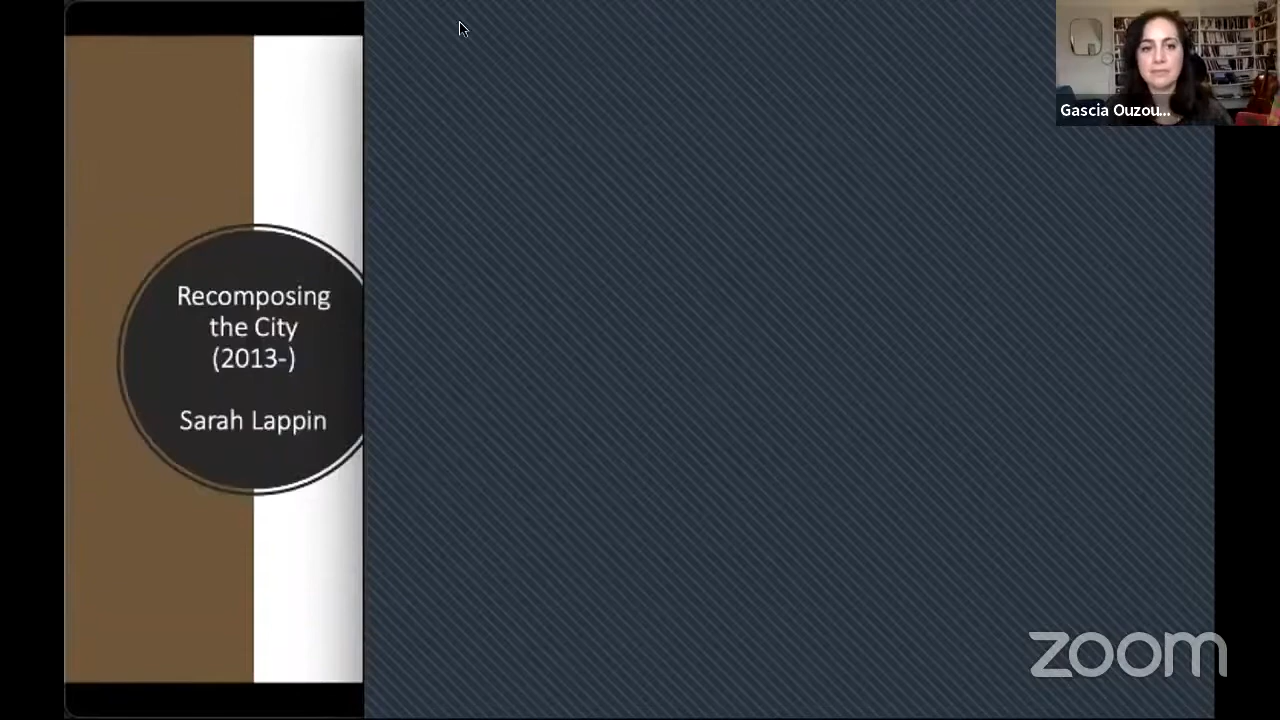 Recomposing
the City
(2013-)
Sarah Lappin
Gascia Ouzou...
zoom